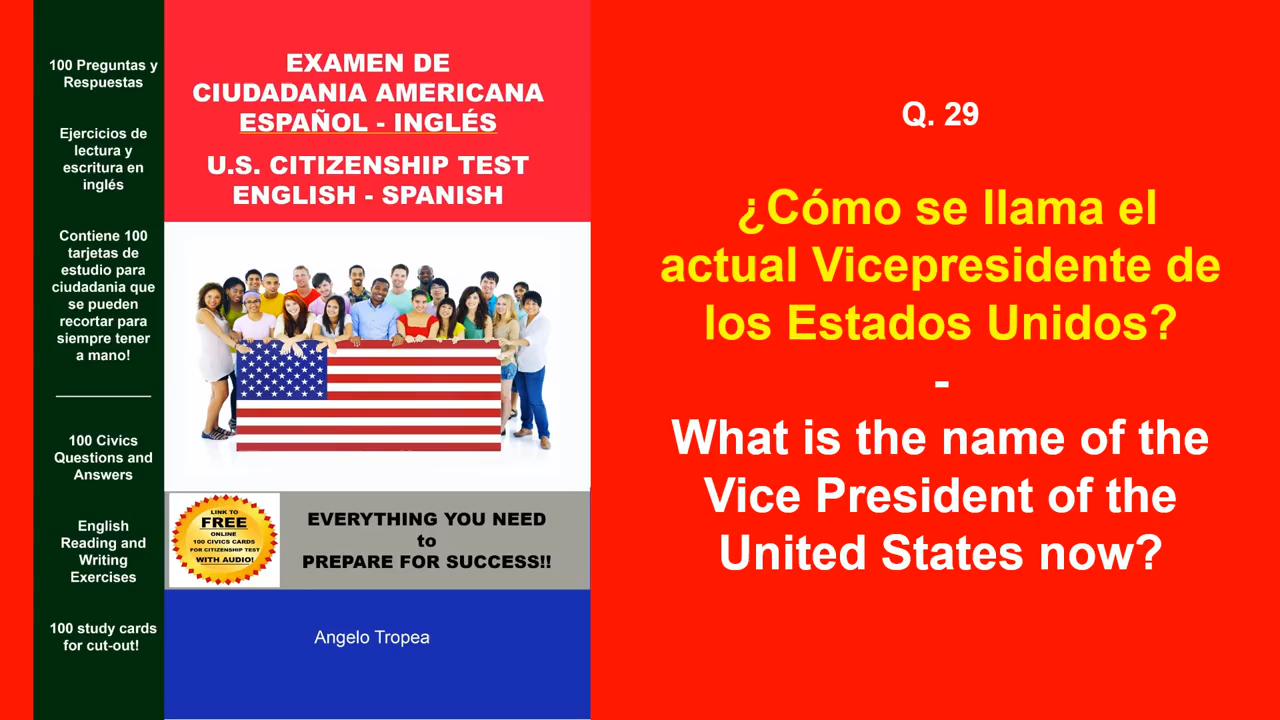 100 Preguntas y
Respuestas
Ejercicios de
lectura y
escritura en
inglés
Contiene 100
tarjetas de
estudio para
ciudadania que
se pueden
recortar para
siempre tener
a mano!
100 Civics
Questions and
Answers
English
Reading and
Writing
Exercises
100 study cards
for cut-out!
EXAMEN DE
CIUDADANIA AMERICANA
ESPAÑOL - INGLÉS
U.S. CITIZENSHIP TEST
ENGLISH - SPANISH
LINK TO
FREE
ONLINE
100 CIVICS CARDS
FOR CITIZENSHIP TEST
WITH AUDIO!
EVERYTHING YOU NEED
to
PREPARE FOR SUCCESS!!
Angelo Tropea
Q. 29
¿Cómo se llama el
actual Vicepresidente de
los Estados Unidos?
-
What is the name of the
Vice President of the
United States now?